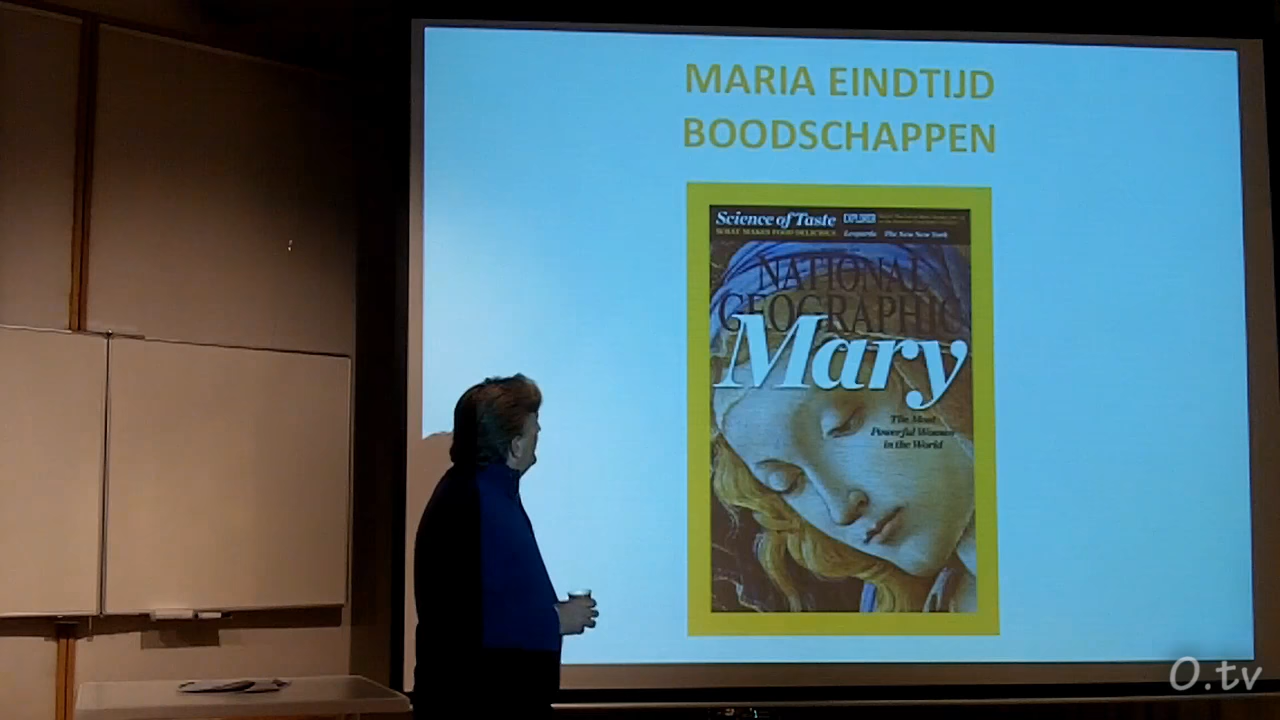 MARIA EINDTIJD
BOODSCHAPPEN
Science of Taste
WHAT MAKES FOOD DELICIOUS
EXPLORER
Leopards The New New York
NATIONAL
GEOGRAPHIC
Mary
The Most
Powerful Woman
in the World
O.tv